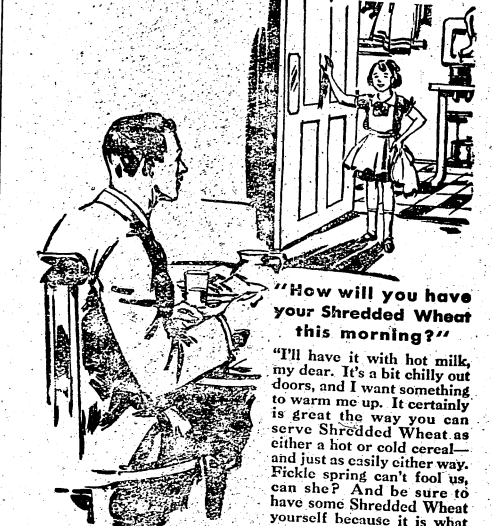 "How will you have
your Shredded Wheat
this morning?"
"I'll have it with hot milk,
my dear. It's a bit chilly out
doors, and I want something
to warm me up. It certainly
is great the way you can
serve Shredded Wheat as
either a hot or cold cereal—
and just as easily either way.
Fickle spring can't fool us,
can she? And be sure to
have some Shredded Wheat
yourself because it is what